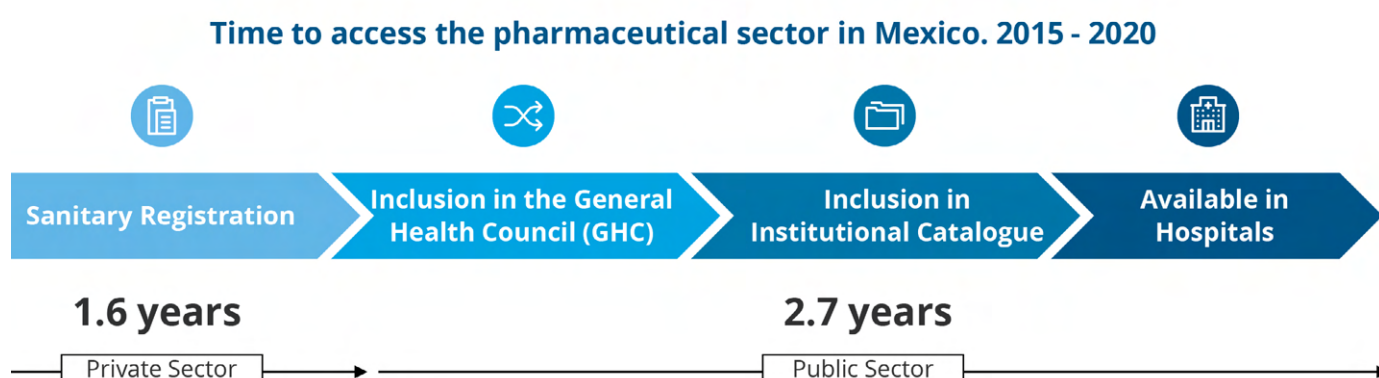 Time to access the pharmaceutical sector in Mexico. 2015 - 2020
Sanitary Registration
Inclusion in the General
Health Council (GHC)
Inclusion in
Institutional Catalogue
Available in
Hospitals
1.6 years
2.7 years
Private Sector
Public Sector